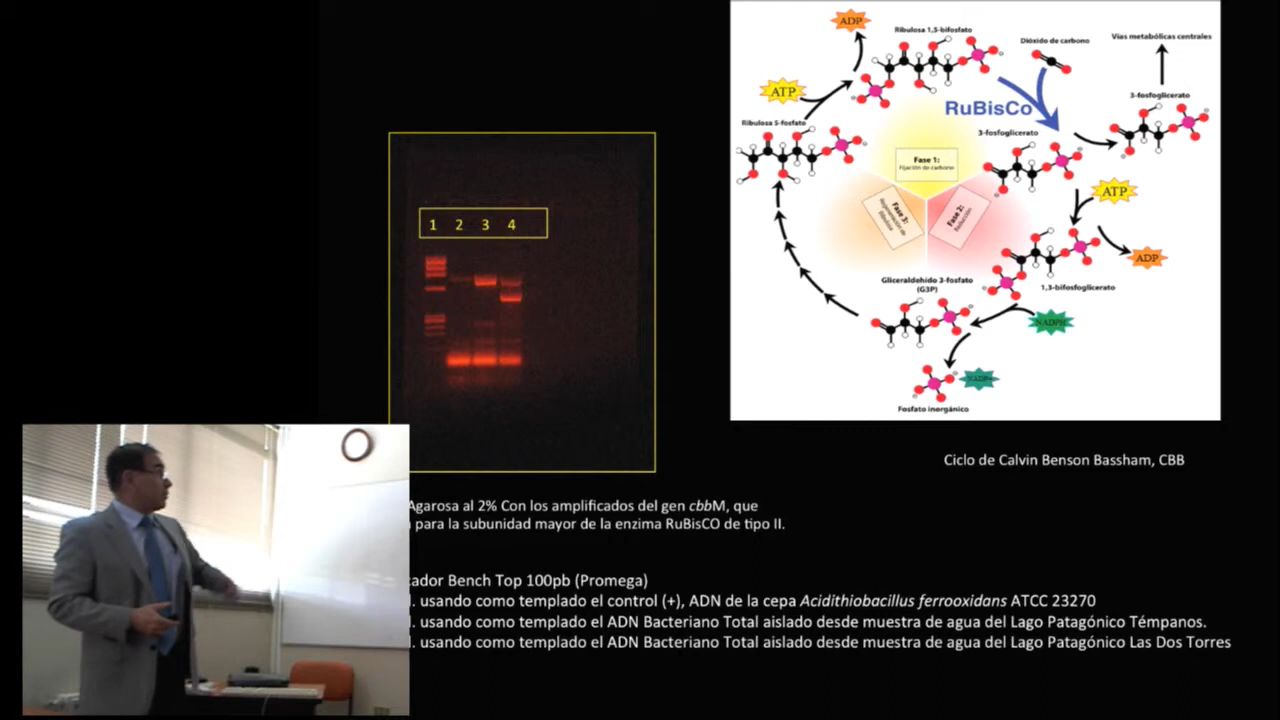 ADP
Ribulosa 1,5-bifosfato
Dióxido de carbono
Vías metabólicas centrales
ATP
RuBisCo
3-fosfoglicerato
Ribulosa 5-fosfato
3-fosfoglicerato
Fase 1:
Fijación de carbono
Fase 3:
Regeneración de
Ribulosa
Fase 2:
Reducción
ATP
ADP
Gliceraldehido 3-fosfato
(G3P)
1,3-bifosfoglicerato
NADPH
NADP+
Fosfato inorgánico
1 2 3 4
Ciclo de Calvin Benson Bassham, CBB
Agarosa al 2% Con los amplificados del gen cbbM, que
para la subunidad mayor de la enzima RuBisCO de tipo II.
cador Bench Top 100pb (Promega)
. usando como templado el control (+), ADN de la cepa Acidithiobacillus ferrooxidans ATCC 23270
. usando como templado el ADN Bacteriano Total aislado desde muestra de agua del Lago Patagónico Témpanos.
. usando como templado el ADN Bacteriano Total aislado desde muestra de agua del Lago Patagónico Las Dos Torres